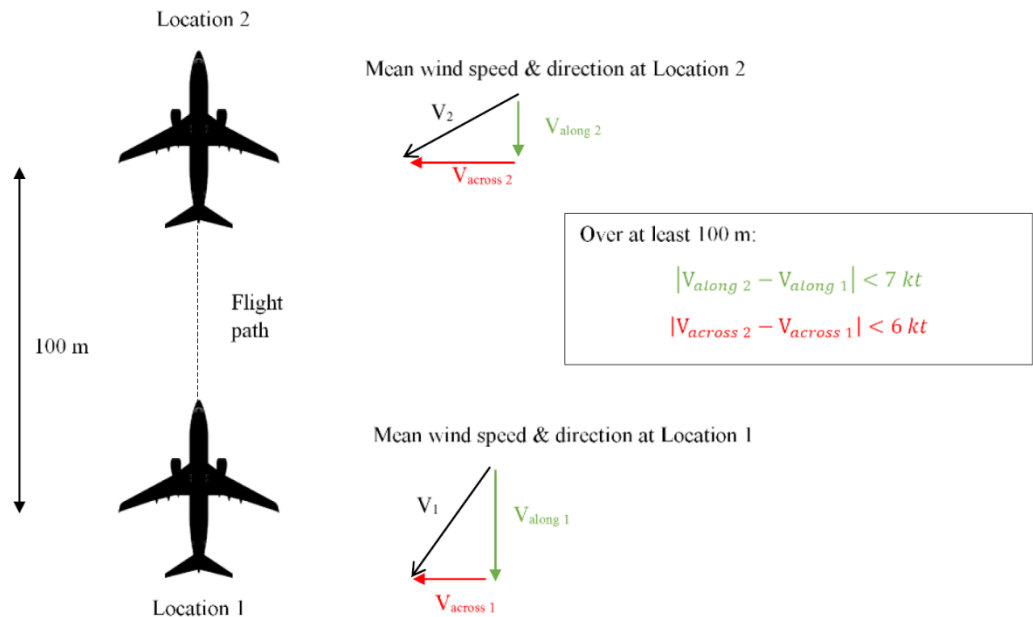 Location 2
Mean wind speed & direction at Location 2
V2
Valong 2
Vacross 2
Over at least 100 m:
|Valong 2 − Valong 1| < 7 kt
|Vacross 2 − Vacross 1| < 6 kt
Flight
path
100 m
Mean wind speed & direction at Location 1
V1
Valong 1
Vacross 1
Location 1